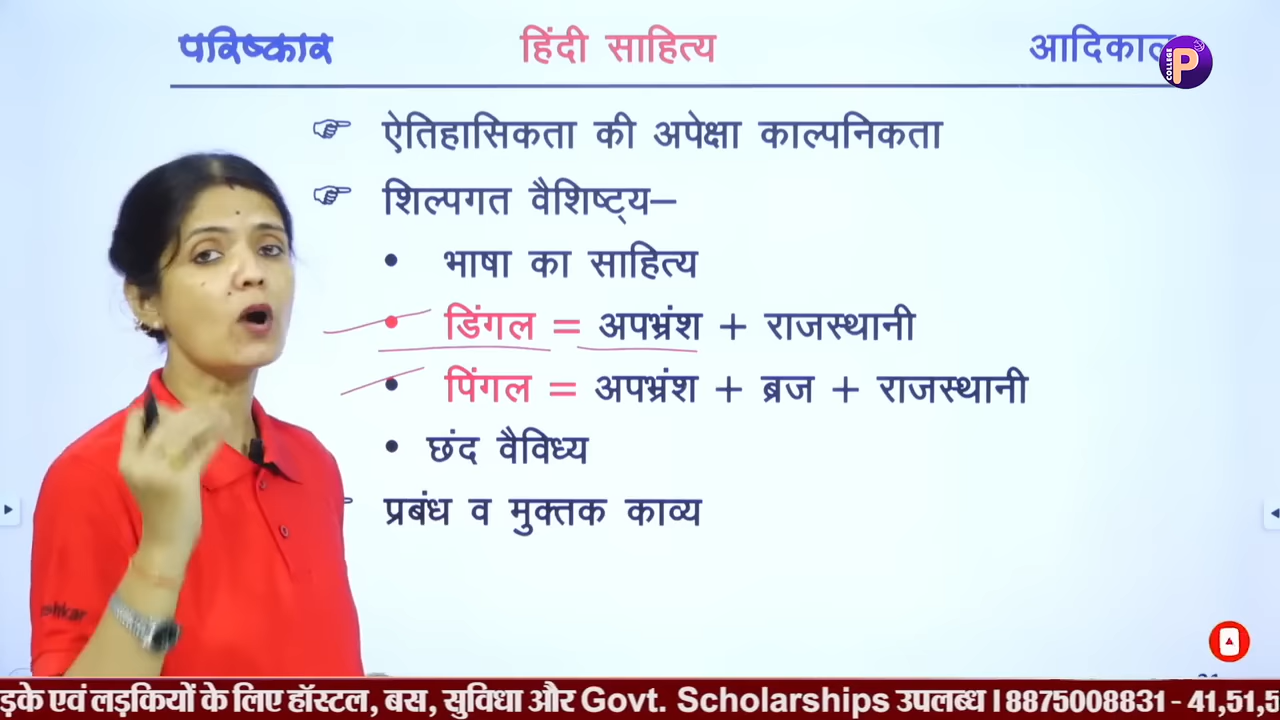 परिष्कार हिंदी साहित्य
COLLEGE P
ऐतिहासिकता की अपेक्षा काल्पनिकता
शिल्पगत वैशिष्ट्य–
• भाषा का साहित्य
• डिंगल = अपभ्रंश + राजस्थानी
• पिंगल = अपभ्रंश + ब्रज + राजस्थानी
• छंद वैविध्य
प्रबंध व मुक्तक काव्य
एवं लड़कियों के लिए हॉस्टल, बस, सुविधा और Govt. Scholarships उपलब्ध । 8875008831 - 41,51,5